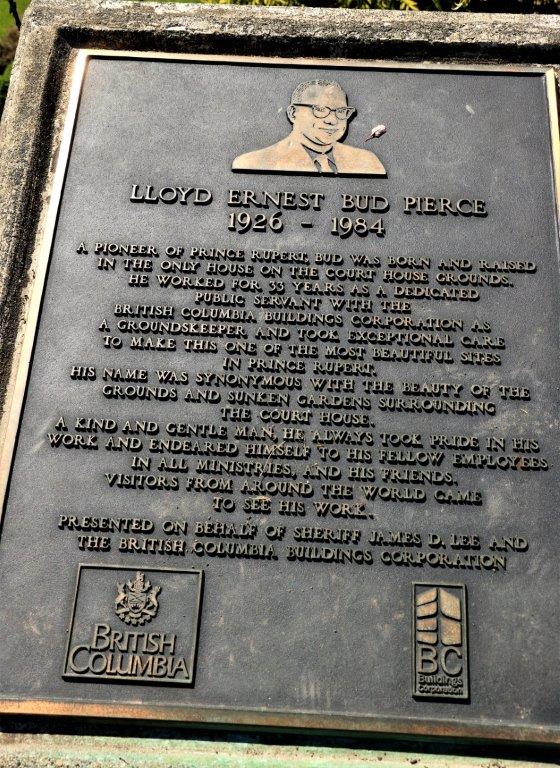 LLOYD ERNEST BUD PIERCE
1926 - 1984
A PIONEER OF PRINCE RUPERT, BUD WAS BORN AND RAISED
IN THE ONLY HOUSE ON THE COURT HOUSE GROUNDS.
HE WORKED FOR 33 YEARS AS A DEDICATED
PUBLIC SERVANT WITH THE
BRITISH COLUMBIA BUILDINGS CORPORATION AS
A GROUNDSKEEPER AND TOOK EXCEPTIONAL CARE
TO MAKE THIS ONE OF THE MOST BEAUTIFUL SITES
IN PRINCE RUPERT.
HIS NAME WAS SYNONYMOUS WITH THE BEAUTY OF THE
GROUNDS AND SUNKEN GARDENS SURROUNDING
THE COURT HOUSE.
A KIND AND GENTLE MAN, HE ALWAYS TOOK PRIDE IN HIS
WORK AND ENDEARED HIMSELF TO HIS FELLOW EMPLOYEES
IN ALL MINISTRIES, AND HIS FRIENDS.
VISITORS FROM AROUND THE WORLD CAME
TO SEE HIS WORK.
PRESENTED ON BEHALF OF SHERIFF JAMES D. LEE AND
THE BRITISH COLUMBIA BUILDINGS CORPORATION
BRITISH
COLUMBIA
BC
Buildings
Corporation